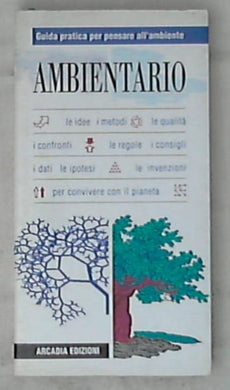 Guida pratica per pensare all'ambiente
AMBIENTARIO
le idee i metodi le qualità
i confronti le regole i consigli
i dati le ipotesi le invenzioni
per convivere con il pianeta
ARCADIA EDIZIONI